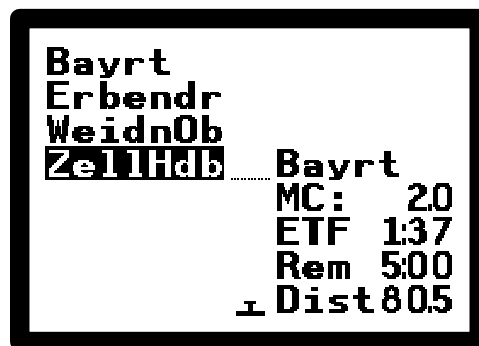 Bayrt
Erbendr
WeidnOb
ZellHdb Bayrt
MC: 2.0
ETF 1:37
Rem 5:00
Dist 80.5